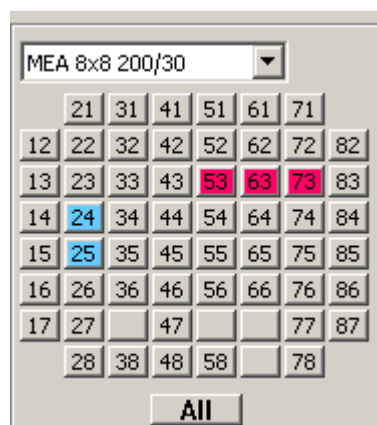 MEA 8x8 200/30
21 31 41 51 61 71
12 22 32 42 52 62 72 82
13 23 33 43 53 63 73 83
14 24 34 44 54 64 74 84
15 25 35 45 55 65 75 85
16 26 36 46 56 66 76 86
17 27 47 77 87
28 38 48 58 78
All